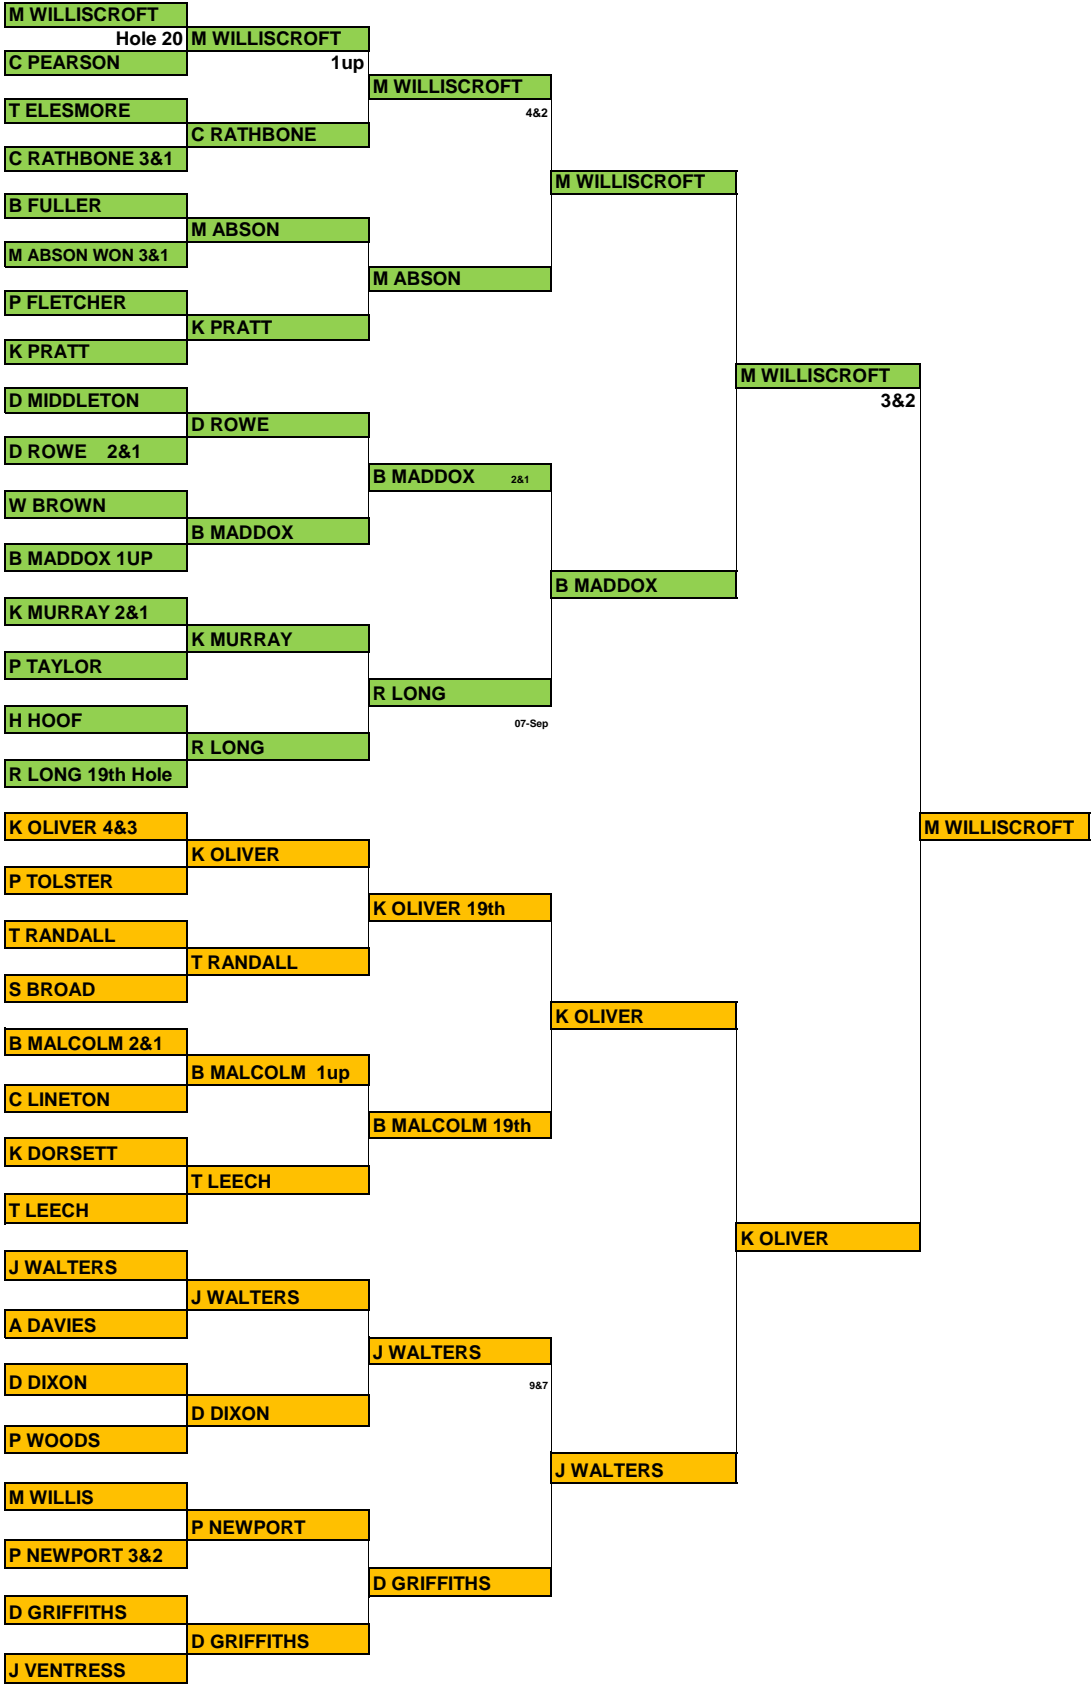 M WILLISCROFT
Hole 20
C PEARSON
T ELESMORE
C RATHBONE 3&1
B FULLER
M ABSON WON 3&1
P FLETCHER
K PRATT
D MIDDLETON
D ROWE 2&1
W BROWN
B MADDOX 1UP
K MURRAY 2&1
P TAYLOR
H HOOF
R LONG 19th Hole
K OLIVER 4&3
P TOLSTER
T RANDALL
S BROAD
B MALCOLM 2&1
C LINETON
K DORSETT
T LEECH
J WALTERS
A DAVIES
D DIXON
P WOODS
M WILLIS
P NEWPORT 3&2
D GRIFFITHS
J VENTRESS
M WILLISCROFT
1up
C RATHBONE
M ABSON
K PRATT
D ROWE
B MADDOX
K MURRAY
R LONG
K OLIVER
T RANDALL
B MALCOLM 1up
T LEECH
J WALTERS
D DIXON
P NEWPORT
D GRIFFITHS
M WILLISCROFT
4&2
M ABSON
B MADDOX 2&1
R LONG
07-Sep
K OLIVER 19th
B MALCOLM 19th
J WALTERS
9&7
D GRIFFITHS
M WILLISCROFT
B MADDOX
K OLIVER
J WALTERS
M WILLISCROFT
3&2
K OLIVER
M WILLISCROFT